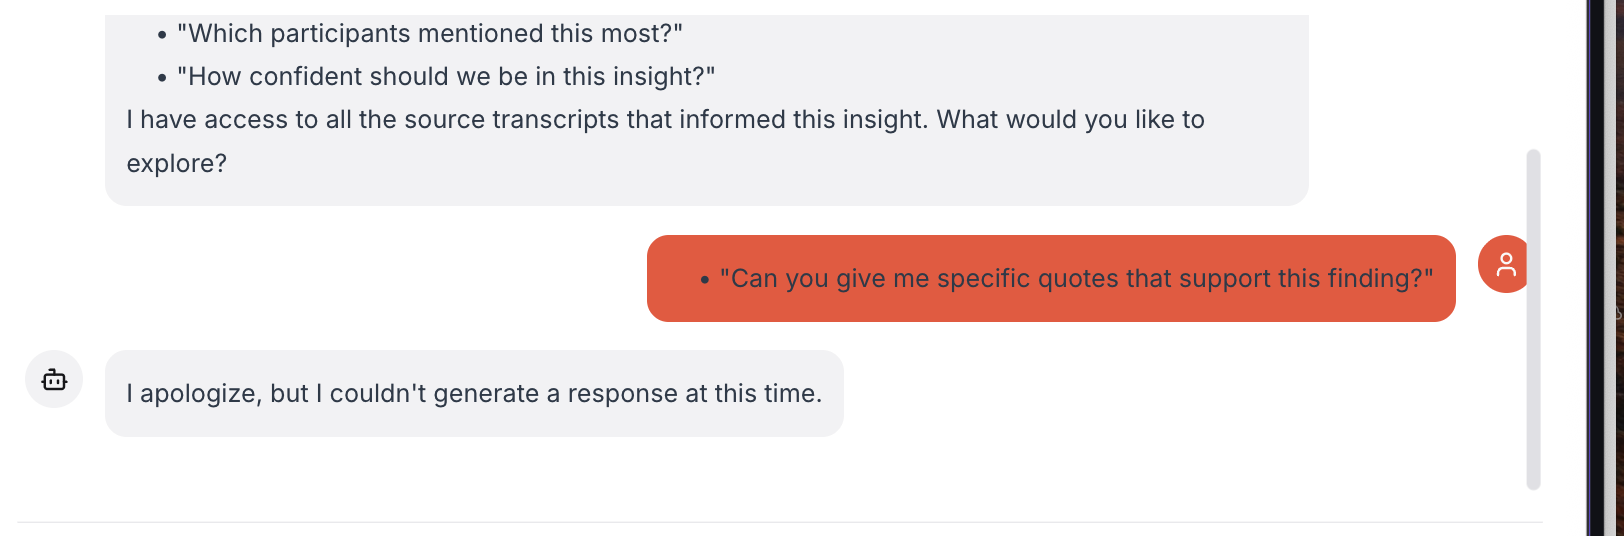 • "Which participants mentioned this most?"
• "How confident should we be in this insight?"
I have access to all the source transcripts that informed this insight. What would you like to
explore?
• "Can you give me specific quotes that support this finding?"
I apologize, but I couldn't generate a response at this time.